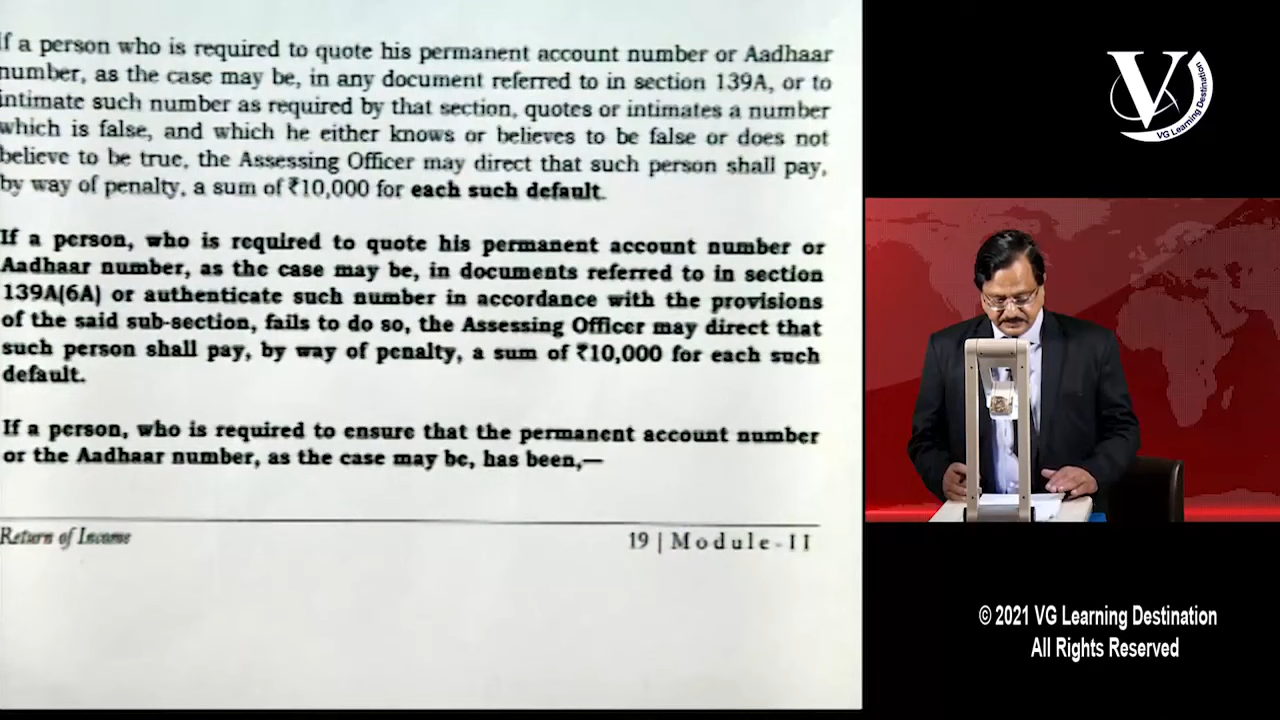 If a person who is required to quote his permanent account number or Aadhaar
number, as the case may be, in any document referred to in section 139A, or to
intimate such number as required by that section, quotes or intimates a number
which is false, and which he either knows or believes to be false or does not
believe to be true, the Assessing Officer may direct that such person shall pay,
by way of penalty, a sum of ₹10,000 for each such default.
If a person, who is required to quote his permanent account number or
Aadhaar number, as the case may be, in documents referred to in section
139A(6A) or authenticate such number in accordance with the provisions
of the said sub-section, fails to do so, the Assessing Officer may direct that
such person shall pay, by way of penalty, a sum of ₹10,000 for each such
default.
If a person, who is required to ensure that the permanent account number
or the Aadhaar number, as the case may be, has been,—
Return of Income
19 | Module-II
V
VG Learning Destination
© 2021 VG Learning Destination
All Rights Reserved